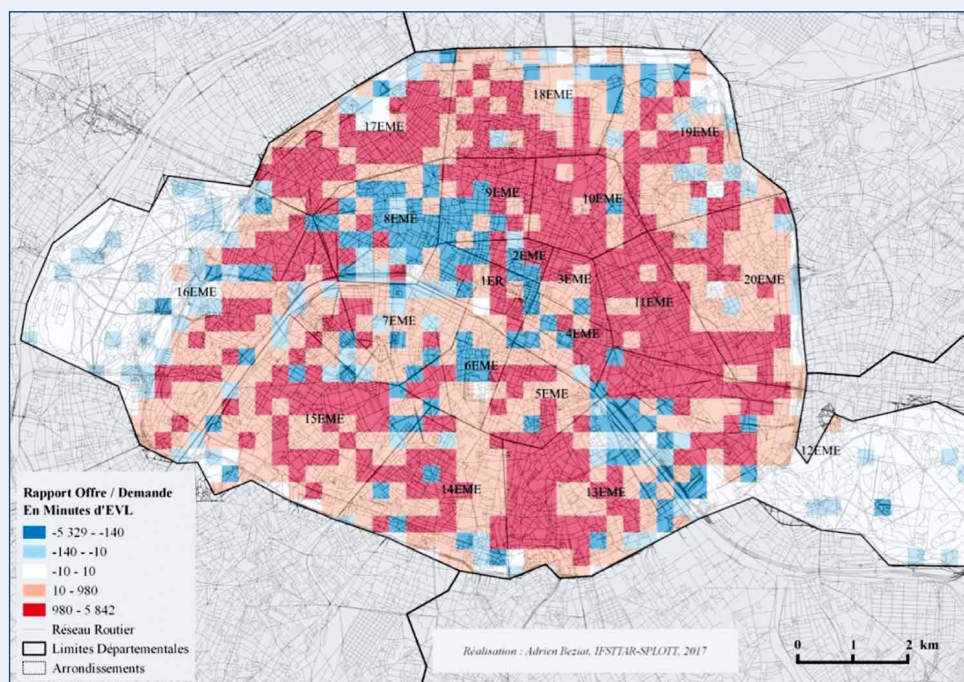 18EME
17EME
19EME
9EME
10EME
8EME
2EME
1ER
3EME
20EME
16EME
11EME
7EME
4EME
6EME
5EME
15EME
12EME
14EME
13EME
Rapport Offre / Demande
En Minutes d'EVL
-5 329 - -140
-140 - -10
-10 - 10
10 - 980
980 - 5 842
Réseau Routier
Limites Départementales
Arrondissements
Réalisation : Adrien Beziat, IFSTTAR-SPLOTT, 2017
0 1 2 km